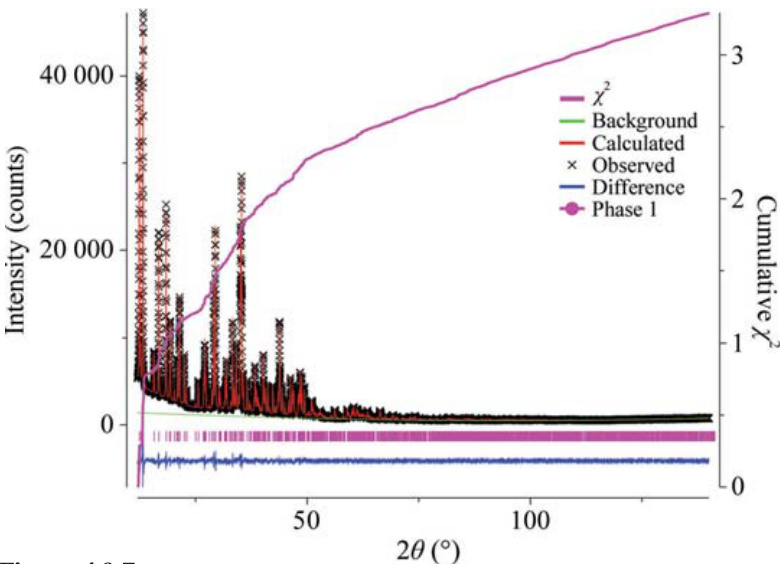 Intensity (counts)
40 000
20 000
0
3
2
1
0
Cumulative χ²
χ²
Background
Calculated
Observed
Difference
Phase 1
50
100
2θ (°)